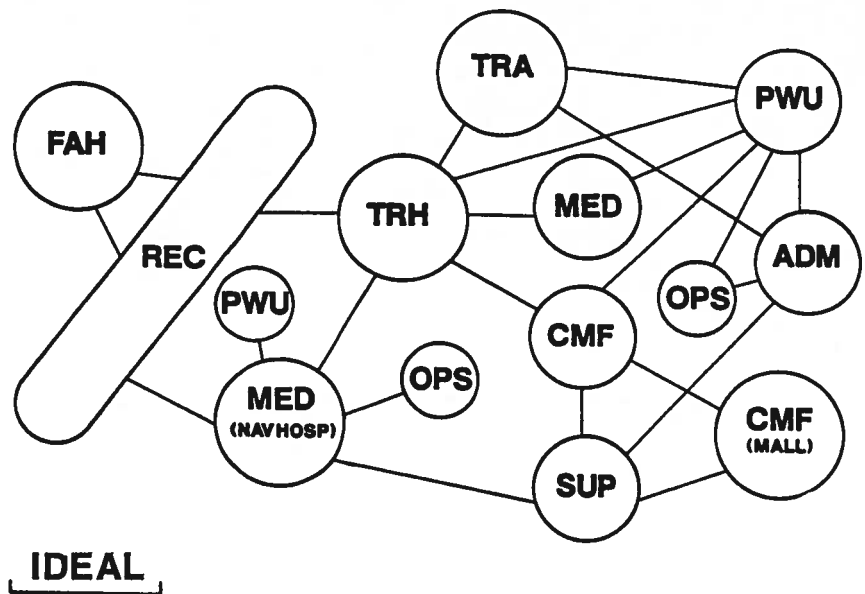 TRA
PWU
FAH
TRH
MED
REC
ADM
PWU
OPS
CMF
OPS
MED
(NAVHOSP)
CMF
(MALL)
SUP
IDEAL